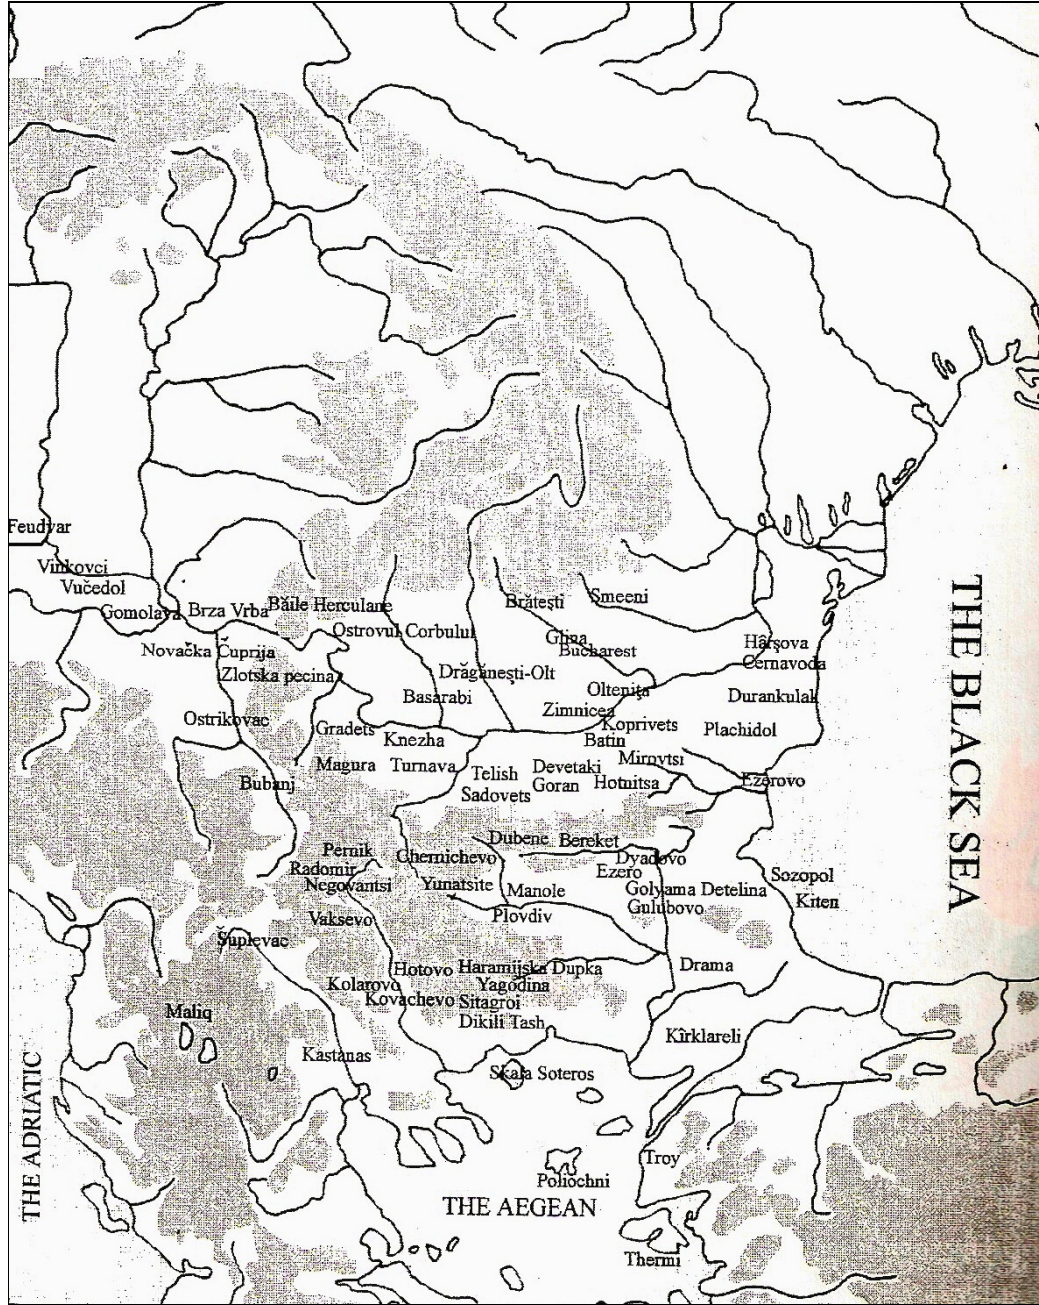 Feudvar
Vinkovci
Vučedol
Gomolava
Brza Vrba
Băile Herculane
Brăteşti
Smeeni
Ostrovul Corbului
Glina
Bucharest
Hârşova
Cernavoda
Novačka Ćuprija
Zlotska pecina
Drăgăneşti-Olt
Basarabi
Olteniţa
Zimnicea
Durankulak
Ostrikovac
Gradets
Knezha
Koprivets
Batin
Plachidol
Magura
Turnava
Telish
Sadovets
Devetaki
Goran
Mirovtsi
Hotnitsa
Ezerovo
Bubanj
Dubene
Bereket
Pernik
Radomir
Negovantsi
Chernichevo
Dyadovo
Ezero
Yunatsite
Manole
Golyama Detelina
Gulubovo
Sozopol
Kiten
Vaksevo
Plovdiv
Šuplevac
Hotovo
Haramijska Dupka
Drama
Kolarovo
Yagodina
Kovachevo
Sitagroi
Dikili Tash
Maliq
Kîrklareli
Kastanas
Skala Soteros
Troy
Poliochni
Thermi
THE BLACK SEA
THE AEGEAN
THE ADRIATIC